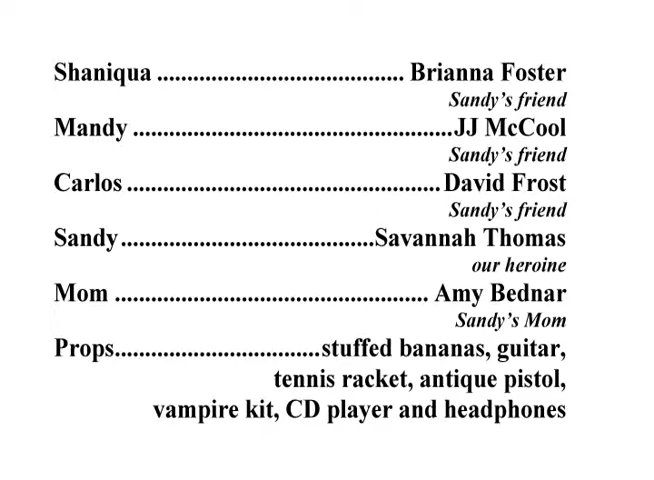 Shaniqua ......................................... Brianna Foster
Sandy's friend
Mandy .....................................................JJ McCool
Sandy's friend
Carlos ....................................................David Frost
Sandy's friend
Sandy..........................................Savannah Thomas
our heroine
Mom .................................................... Amy Bednar
Sandy's Mom
Props..................................stuffed bananas, guitar,
tennis racket, antique pistol,
vampire kit, CD player and headphones